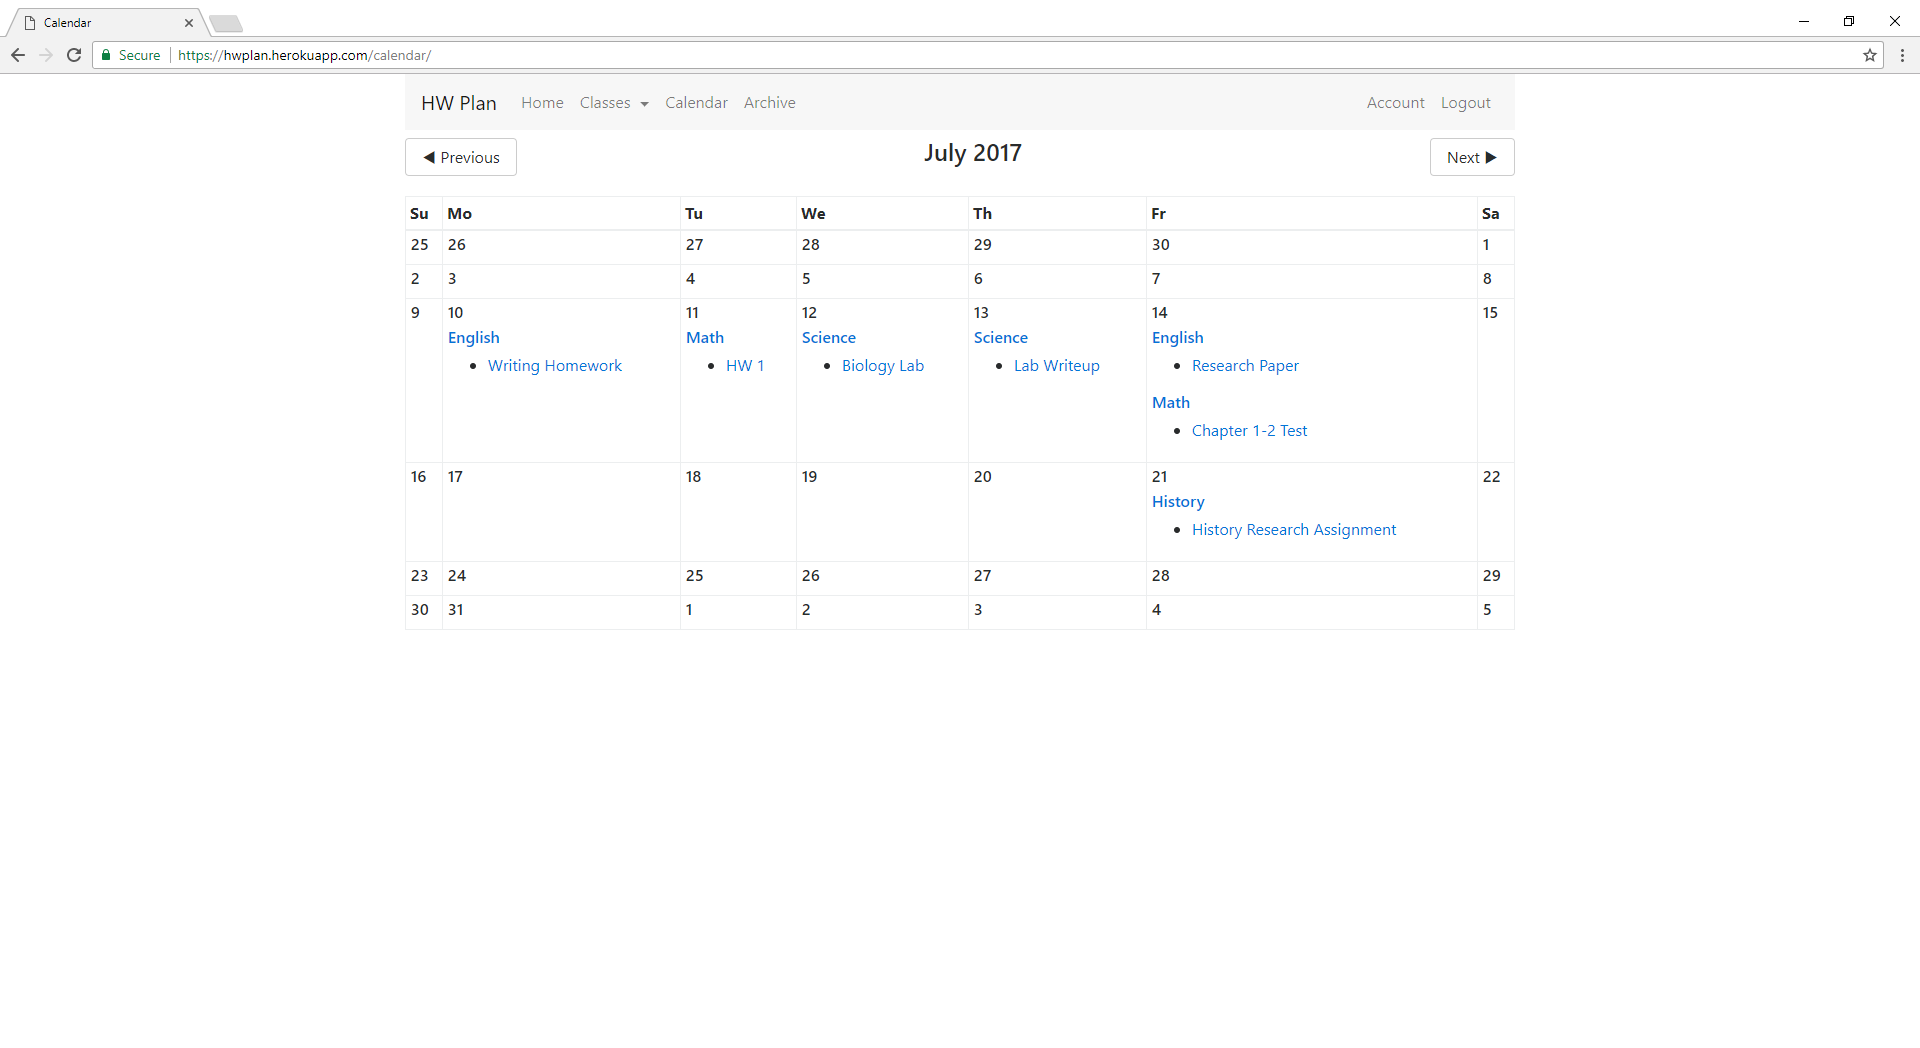 Calendar
Secure https://hwplan.herokuapp.com/calendar/
HW Plan Home Classes Calendar Archive Account Logout
◀ Previous July 2017 Next ▶
Su Mo Tu We Th Fr Sa
25 26 27 28 29 30 1
2 3 4 5 6 7 8
9 10 11 12 13 14 15
English Math Science Science English
• Writing Homework • HW 1 • Biology Lab • Lab Writeup • Research Paper
Math
• Chapter 1-2 Test
16 17 18 19 20 21 22
History
• History Research Assignment
23 24 25 26 27 28 29
30 31 1 2 3 4 5